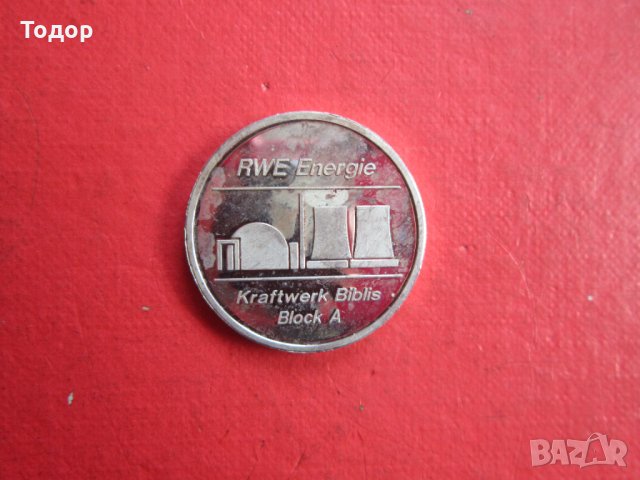 Тодор
RWE Energie
Kraftwerk Biblis
Block A
BAZAR